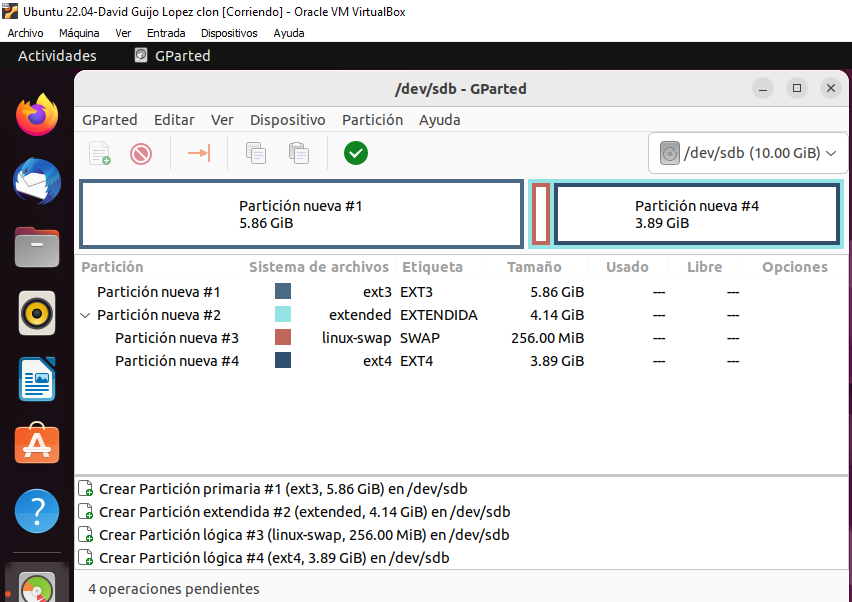 Ubuntu 22.04-David Guijo Lopez clon [Corriendo] - Oracle VM VirtualBox
Archivo Máquina Ver Entrada Dispositivos Ayuda
Actividades GParted
/dev/sdb - GParted
GParted Editar Ver Dispositivo Partición Ayuda
/dev/sdb (10.00 GiB)
Partición nueva #1
5.86 GiB
Partición nueva #4
3.89 GiB
Partición Sistema de archivos Etiqueta Tamaño Usado Libre Opciones
Partición nueva #1 ext3 EXT3 5.86 GiB --- ---
Partición nueva #2 extended EXTENDIDA 4.14 GiB --- ---
Partición nueva #3 linux-swap SWAP 256.00 MiB --- ---
Partición nueva #4 ext4 EXT4 3.89 GiB --- ---
Crear Partición primaria #1 (ext3, 5.86 GiB) en /dev/sdb
Crear Partición extendida #2 (extended, 4.14 GiB) en /dev/sdb
Crear Partición lógica #3 (linux-swap, 256.00 MiB) en /dev/sdb
Crear Partición lógica #4 (ext4, 3.89 GiB) en /dev/sdb
4 operaciones pendientes